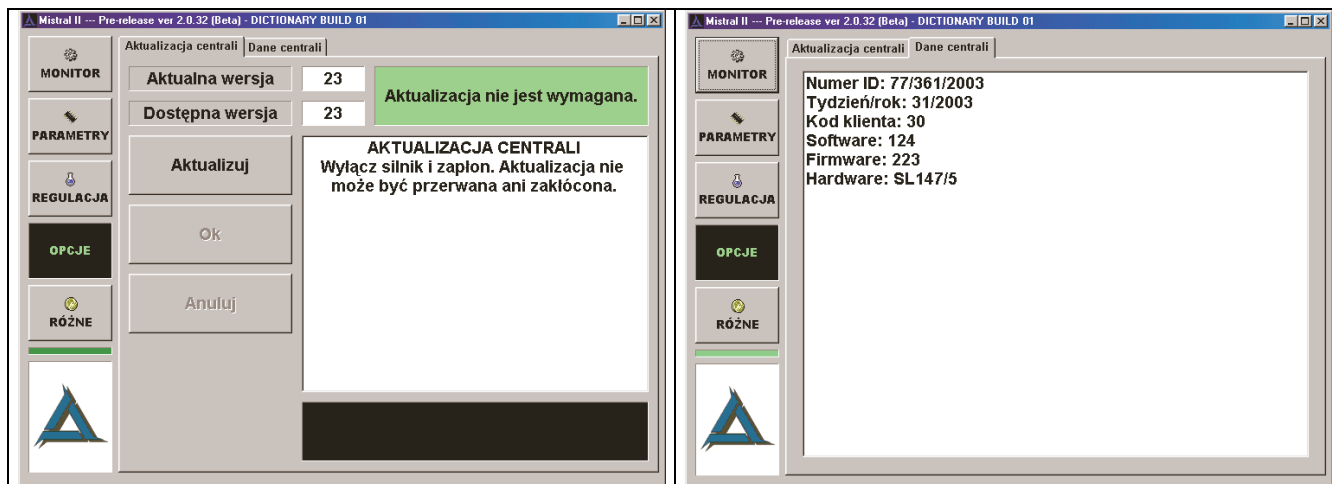 Mistral II --- Pre-release ver 2.0.32 (Beta) - DICTIONARY BUILD 01
MONITOR
PARAMETRY
REGULACJA
OPCJE
RÓŻNE
Aktualizacja centrali
Dane centrali
Aktualna wersja
23
Dostępna wersja
23
Aktualizacja nie jest wymagana.
Aktualizuj
Ok
Anuluj
AKTUALIZACJA CENTRALI
Wyłącz silnik i zapłon. Aktualizacja nie
może być przerwana ani zakłócona.
Mistral II --- Pre-release ver 2.0.32 (Beta) - DICTIONARY BUILD 01
MONITOR
PARAMETRY
REGULACJA
OPCJE
RÓŻNE
Aktualizacja centrali
Dane centrali
Numer ID: 77/361/2003
Tydzień/rok: 31/2003
Kod klienta: 30
Software: 124
Firmware: 223
Hardware: SL147/5